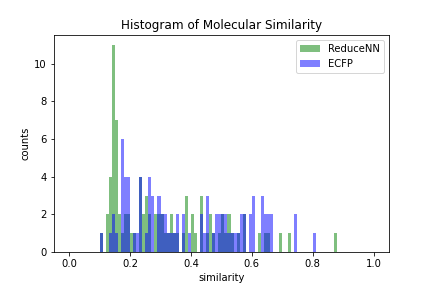 Histogram of Molecular Similarity
ReduceNN
ECFP
counts
10
8
6
4
2
0
0.0 0.2 0.4 0.6 0.8 1.0
similarity